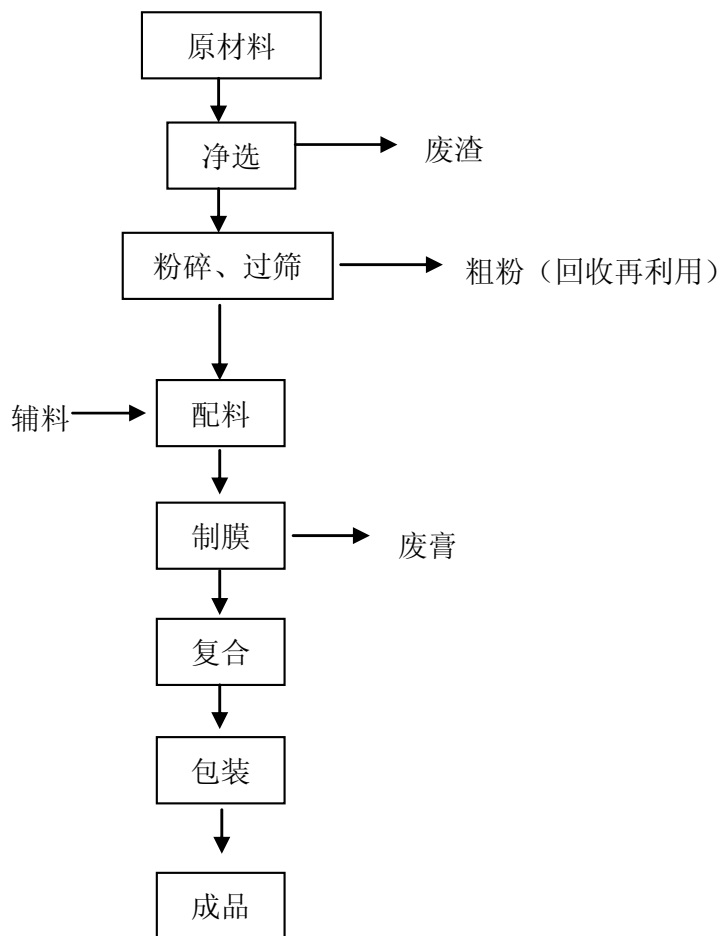 原材料
净选
废渣
粉碎、过筛
粗粉（回收再利用）
辅料
配料
制膜
废膏
复合
包装
成品